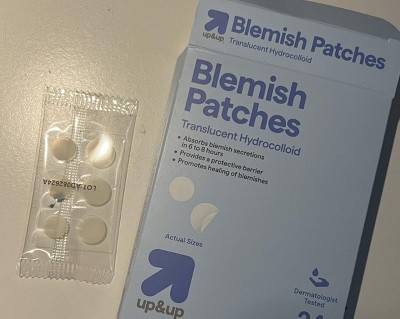 up&up
Blemish Patches
Translucent Hydrocolloid
Blemish
Patches
Translucent Hydrocolloid
• Absorbs blemish secretions
in 6 to 8 hours
• Provides a protective barrier
• Promotes healing of blemishes
Actual Sizes
up&up
Dermatologist
Tested
24